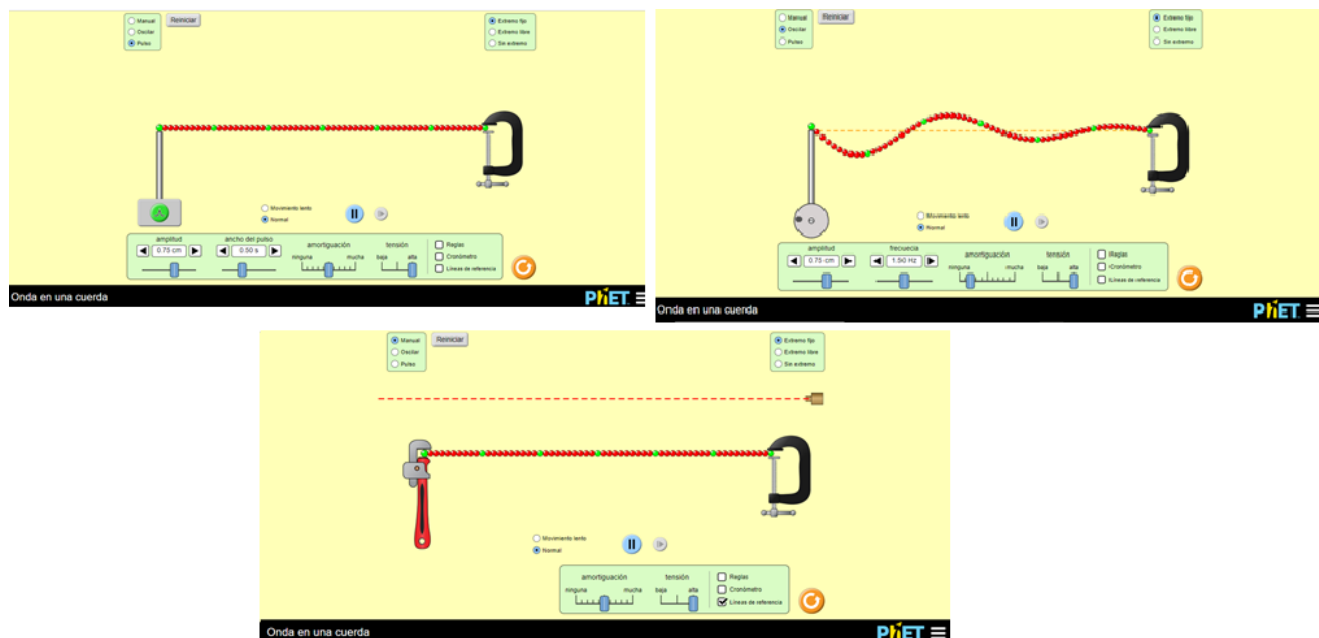 Manual
Oscilar
Pulso
Reiniciar
Extremo fijo
Extremo libre
Sin extremo
Movimiento lento
Normal
amplitud
0.75 cm
ancho del pulso
0.50 s
amortiguación
ninguna mucha
tensión
baja alta
Reglas
Cronómetro
Líneas de referencia
Onda en una cuerda
PhET
Manual
Oscilar
Pulso
Reiniciar
Extremo fijo
Extremo libre
Sin extremo
Movimiento lento
Normal
amplitud
0.75 cm
frecuecia
1.50 Hz
amortiguación
ninguna mucha
tensión
baja alta
Reglas
Cronómetro
Líneas de referencia
Onda en una cuerda
PhET
Manual
Oscilar
Pulso
Reiniciar
Extremo fijo
Extremo libre
Sin extremo
Movimiento lento
Normal
amortiguación
ninguna mucha
tensión
baja alta
Reglas
Cronómetro
Líneas de referencia
Onda en una cuerda
PhET